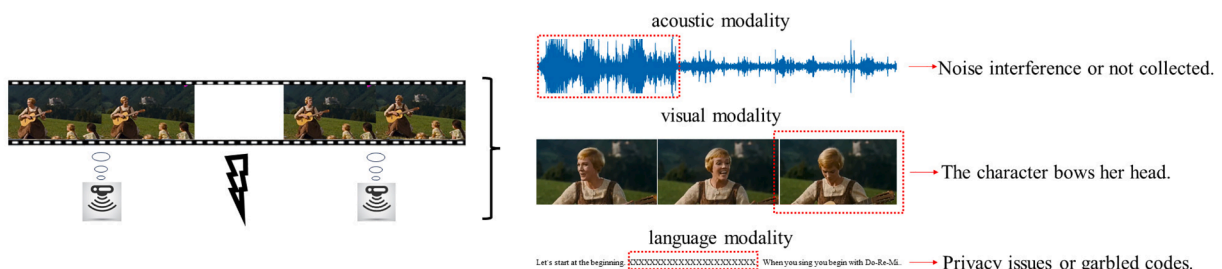 acoustic modality
Noise interference or not collected.
visual modality
The character bows her head.
language modality
Let's start at the beginning. XXXXXXXXXXXXXXXXXXXXXX When you sing you begin with Do-Re-Mi..
Privacy issues or garbled codes.